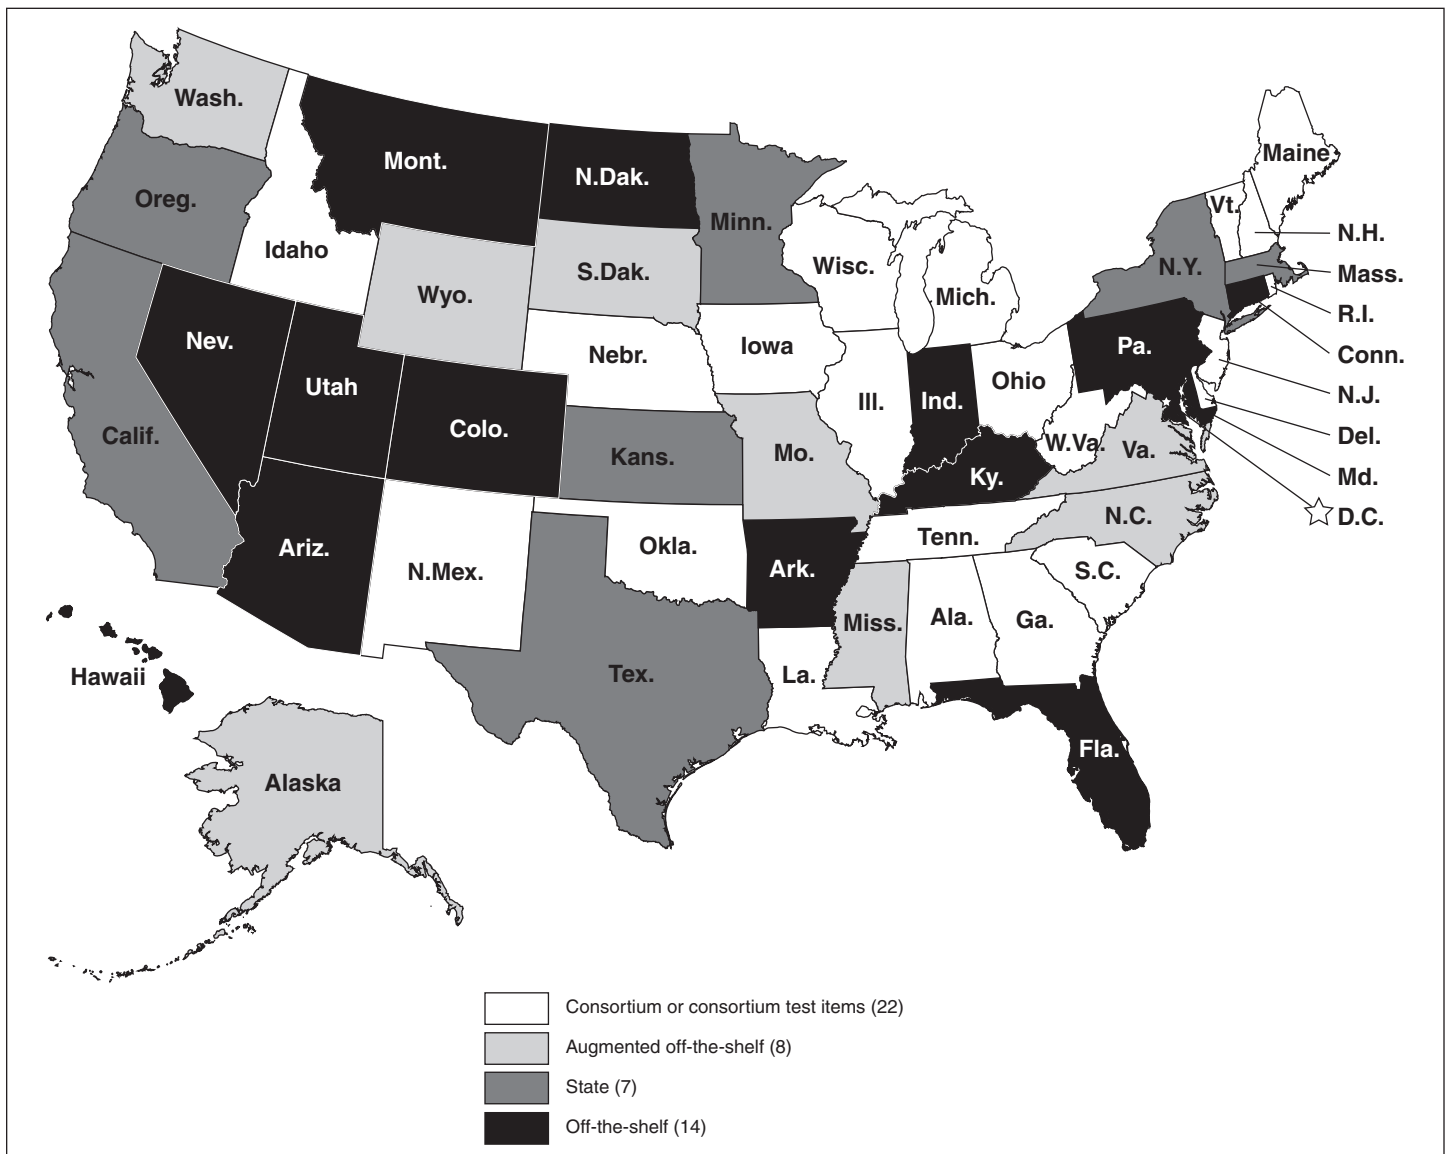 Wash.
Mont.
N.Dak.
Minn.
Maine
Oreg.
Idaho
Wyo.
S.Dak.
Wisc.
Mich.
Vt.
N.H.
N.Y.
Mass.
R.I.
Conn.
N.J.
Del.
Md.
D.C.
Nev.
Utah
Colo.
Nebr.
Iowa
Ill.
Ind.
Ohio
Pa.
Calif.
Kans.
Mo.
Ky.
W.Va.
Va.
Ariz.
N.Mex.
Okla.
Ark.
Tenn.
N.C.
S.C.
Tex.
La.
Miss.
Ala.
Ga.
Fla.
Hawaii
Alaska
Consortium or consortium test items (22)
Augmented off-the-shelf (8)
State (7)
Off-the-shelf (14)